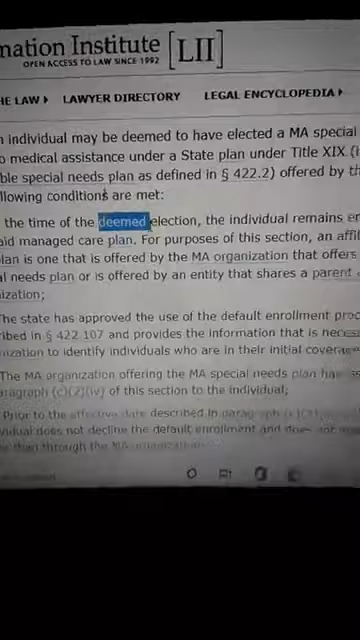 mation Institute [LII]
OPEN ACCESS TO LAW SINCE 1992
HE LAW LAWYER DIRECTORY LEGAL ENCYCLOPEDIA
n individual may be deemed to have elected a MA special
o medical assistance under a State plan under Title XIX (i
ble special needs plan as defined in § 422.2) offered by th
llowing conditions are met:
the time of the deemed election, the individual remains en
aid managed care plan. For purposes of this section, an affil
plan is one that is offered by the MA organization that offers
al needs plan or is offered by an entity that shares a parent
nization;
The state has approved the use of the default enrollment proc
ribed in § 422.107 and provides the information that is necess
nization to identify individuals who are in their initial coverage
The MA organization offering the MA special needs plan has
aragraph (c)(2)(iv) of this section to the individual;
Prior to the effective date described in paragraph
vidual does not decline the default enrollment and does not
than through the MA organization